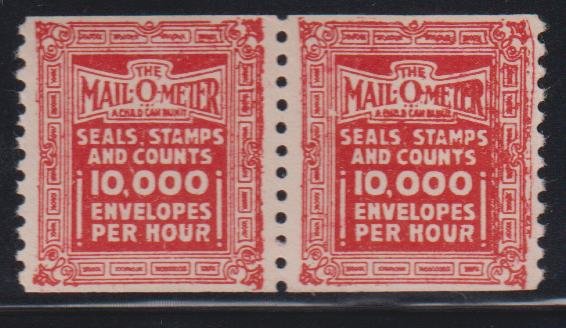 THE
MAIL-O-METER
A CHILD CAN RUN IT
SEALS, STAMPS
AND COUNTS
10,000
ENVELOPES
PER HOUR
THE
MAIL-O-METER
A CHILD CAN RUN IT
SEALS, STAMPS
AND COUNTS
10,000
ENVELOPES
PER HOUR